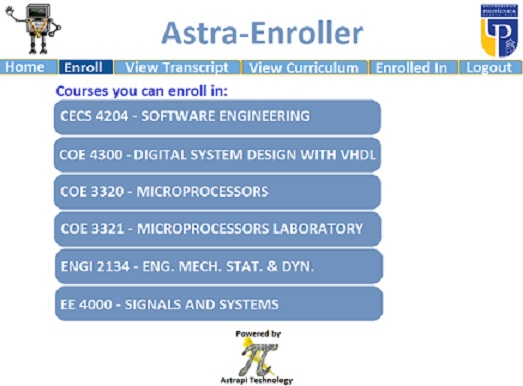 Astra-Enroller
UNIVERSIDAD
POLITÉCNICA
Home Enroll View Transcript View Curriculum Enrolled In Logout
Courses you can enroll in:
CECS 4204 - SOFTWARE ENGINEERING
COE 4300 - DIGITAL SYSTEM DESIGN WITH VHDL
COE 3320 - MICROPROCESSORS
COE 3321 - MICROPROCESSORS LABORATORY
ENGI 2134 - ENG. MECH. STAT. & DYN.
EE 4000 - SIGNALS AND SYSTEMS
Powered by
Astrapi Technology